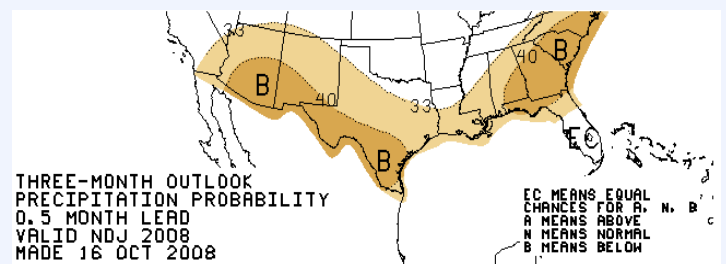 33
B
40
B
33
40
B
E
THREE-MONTH OUTLOOK
PRECIPITATION PROBABILITY
0.5 MONTH LEAD
VALID NDJ 2008
MADE 16 OCT 2008
EC MEANS EQUAL
CHANCES FOR A, N, B
A MEANS ABOVE
N MEANS NORMAL
B MEANS BELOW